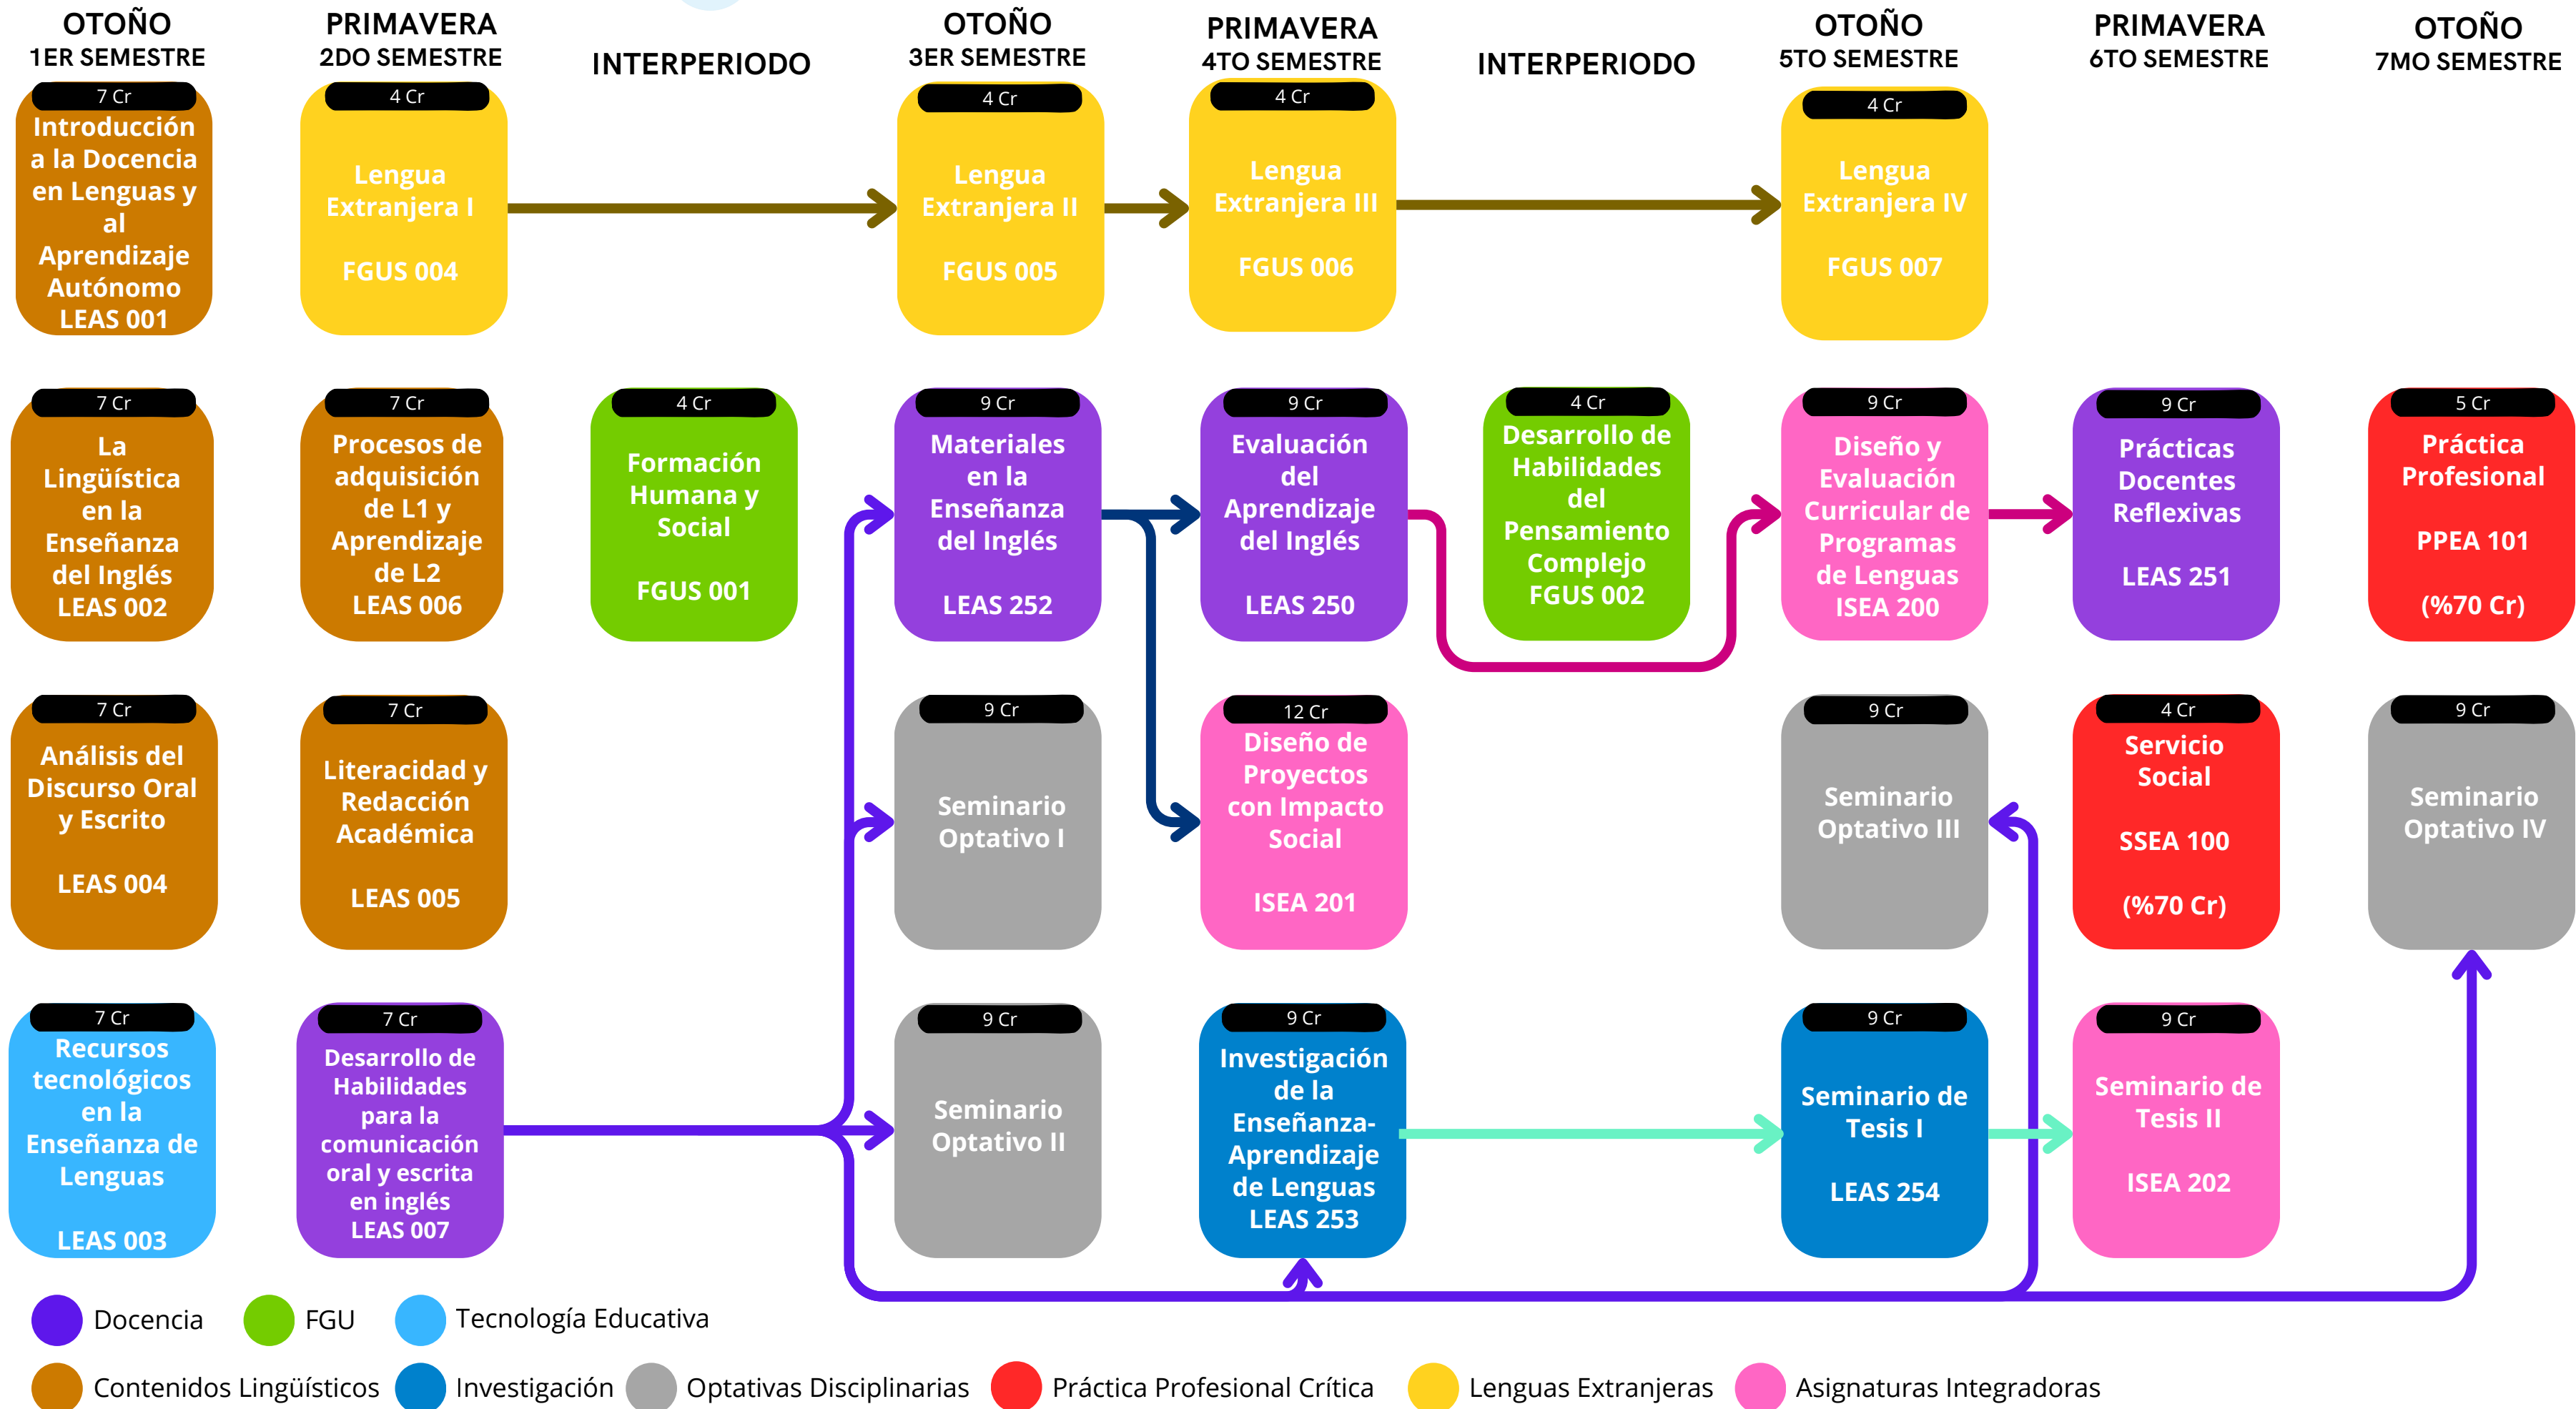 OTOÑO
1ER SEMESTRE
PRIMAVERA
2DO SEMESTRE
INTERPERIODO
OTOÑO
3ER SEMESTRE
PRIMAVERA
4TO SEMESTRE
INTERPERIODO
OTOÑO
5TO SEMESTRE
PRIMAVERA
6TO SEMESTRE
OTOÑO
7MO SEMESTRE
7 Cr
Introducción
a la Docencia
en Lenguas y
al
Aprendizaje
Autónomo
LEAS 001
4 Cr
Lengua
Extranjera I
FGUS 004
4 Cr
Lengua
Extranjera II
FGUS 005
4 Cr
Lengua
Extranjera III
FGUS 006
4 Cr
Lengua
Extranjera IV
FGUS 007
7 Cr
La
Lingüística
en la
Enseñanza
del Inglés
LEAS 002
7 Cr
Procesos de
adquisición
de L1 y
Aprendizaje
de L2
LEAS 006
4 Cr
Formación
Humana y
Social
FGUS 001
9 Cr
Materiales
en la
Enseñanza
del Inglés
LEAS 252
9 Cr
Evaluación
del
Aprendizaje
del Inglés
LEAS 250
4 Cr
Desarrollo de
Habilidades
del
Pensamiento
Complejo
FGUS 002
9 Cr
Diseño y
Evaluación
Curricular de
Programas
de Lenguas
ISEA 200
9 Cr
Prácticas
Docentes
Reflexivas
LEAS 251
5 Cr
Práctica
Profesional
PPEA 101
(%70 Cr)
7 Cr
Análisis del
Discurso Oral
y Escrito
LEAS 004
7 Cr
Literacidad y
Redacción
Académica
LEAS 005
9 Cr
Seminario
Optativo I
12 Cr
Diseño de
Proyectos
con Impacto
Social
ISEA 201
9 Cr
Seminario
Optativo III
4 Cr
Servicio
Social
SSEA 100
(%70 Cr)
9 Cr
Seminario
Optativo IV
7 Cr
Recursos
tecnológicos
en la
Enseñanza de
Lenguas
LEAS 003
7 Cr
Desarrollo de
Habilidades
para la
comunicación
oral y escrita
en inglés
LEAS 007
9 Cr
Seminario
Optativo II
9 Cr
Investigación
de la
Enseñanza-
Aprendizaje
de Lenguas
LEAS 253
9 Cr
Seminario de
Tesis I
LEAS 254
9 Cr
Seminario de
Tesis II
ISEA 202
Docencia
FGU
Tecnología Educativa
Contenidos Lingüísticos
Investigación
Optativas Disciplinarias
Práctica Profesional Crítica
Lenguas Extranjeras
Asignaturas Integradoras